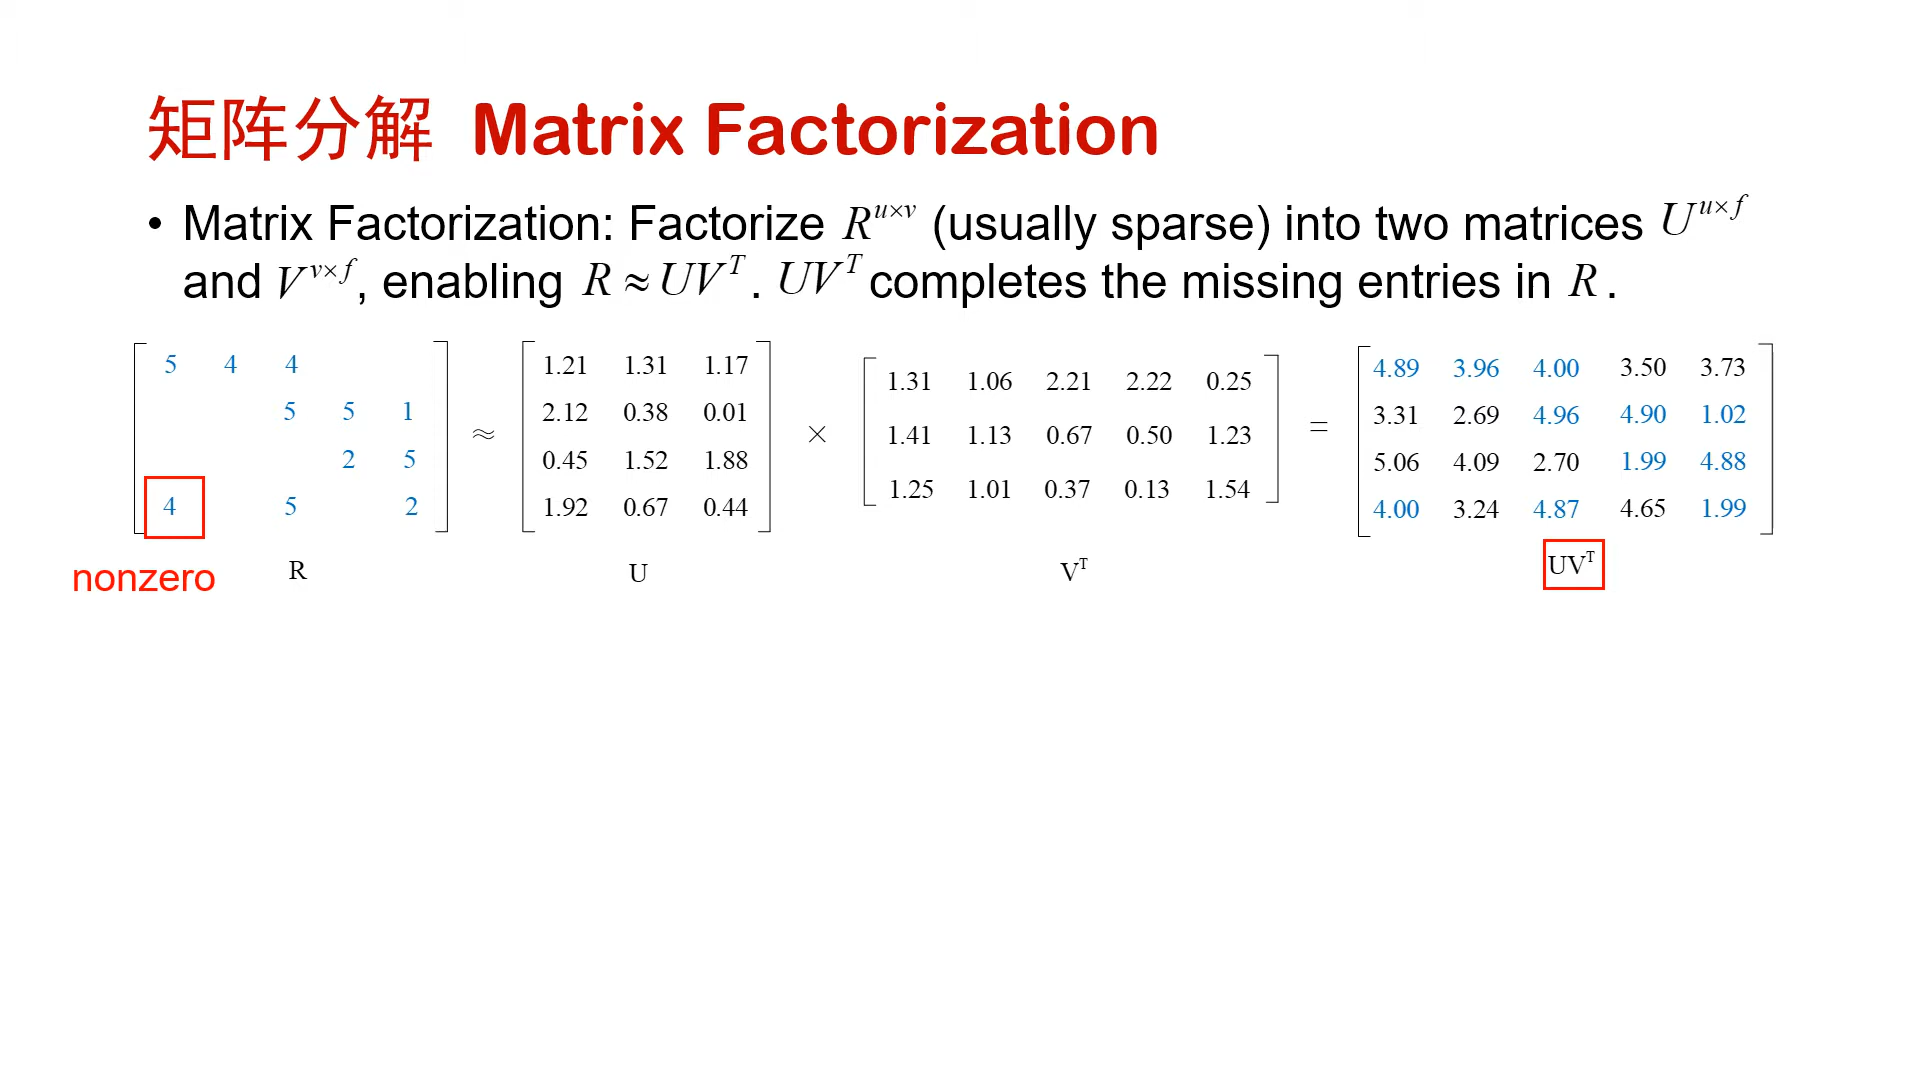 矩阵分解 Matrix Factorization
• Matrix Factorization: Factorize R^{u×v} (usually sparse) into two matrices U^{u×f}
and V^{v×f}, enabling R ≈ UV^T. UV^T completes the missing entries in R.
5 4 4
5 5 1
2 5
4 5 2
≈
1.21 1.31 1.17
2.12 0.38 0.01
0.45 1.52 1.88
1.92 0.67 0.44
×
1.31 1.06 2.21 2.22 0.25
1.41 1.13 0.67 0.50 1.23
1.25 1.01 0.37 0.13 1.54
=
4.89 3.96 4.00 3.50 3.73
3.31 2.69 4.96 4.90 1.02
5.06 4.09 2.70 1.99 4.88
4.00 3.24 4.87 4.65 1.99
nonzero R U V^T UV^T